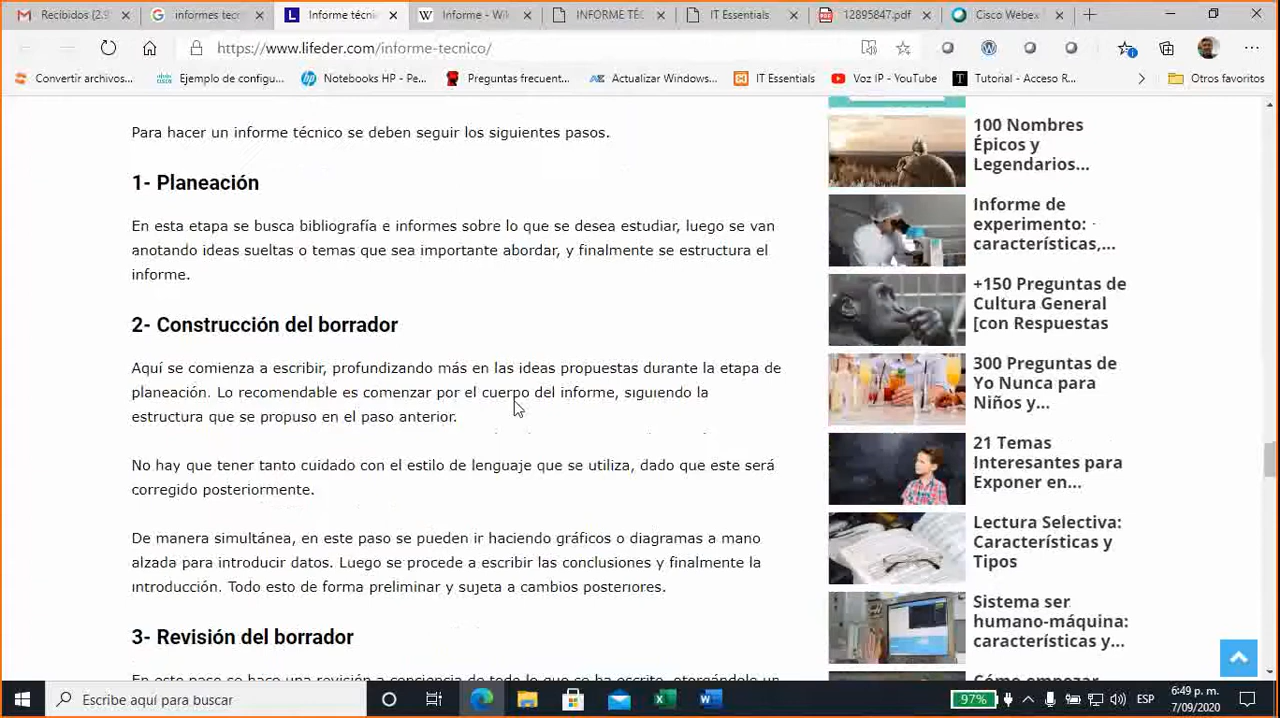 Recibidos (2.9
informes tecn
Informe técni
Informe - Wik
INFORME TÉC
IT Essentials
12895847.pdf
Cisco Webex
https://www.lifeder.com/informe-tecnico/
Convertir archivos...
Ejemplo de configu...
Notebooks HP - Pe...
Preguntas frecuent...
Actualizar Windows...
IT Essentials
Voz IP - YouTube
Tutorial - Acceso R...
Otros favoritos
Para hacer un informe técnico se deben seguir los siguientes pasos.
1- Planeación
En esta etapa se busca bibliografía e informes sobre lo que se desea estudiar, luego se van
anotando ideas sueltas o temas que sea importante abordar, y finalmente se estructura el
informe.
2- Construcción del borrador
Aquí se comienza a escribir, profundizando más en las ideas propuestas durante la etapa de
planeación. Lo recomendable es comenzar por el cuerpo del informe, siguiendo la
estructura que se propuso en el paso anterior.
No hay que tener tanto cuidado con el estilo de lenguaje que se utiliza, dado que este será
corregido posteriormente.
De manera simultánea, en este paso se pueden ir haciendo gráficos o diagramas a mano
alzada para introducir datos. Luego se procede a escribir las conclusiones y finalmente la
introducción. Todo esto de forma preliminar y sujeta a cambios posteriores.
3- Revisión del borrador
100 Nombres
Épicos y
Legendarios...
Informe de
experimento:
características,...
+150 Preguntas de
Cultura General
[con Respuestas
300 Preguntas de
Yo Nunca para
Niños y...
21 Temas
Interesantes para
Exponer en...
Lectura Selectiva:
Características y
Tipos
Sistema ser
humano-máquina:
características y...
Cómo empezar
Escribe aquí para buscar
97%
ESP
6:49 p. m.
7/09/2020